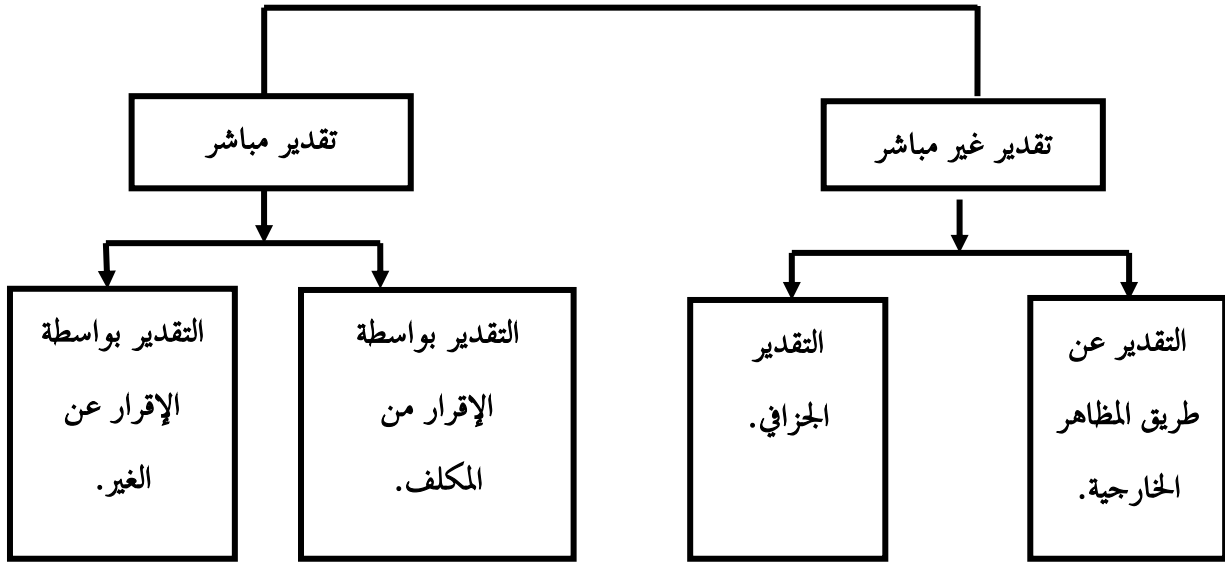 تقدير غير مباشر
تقدير مباشر
التقدير عن
طريق المظاهر
الخارجية.
التقدير
الجزافي.
التقدير بواسطة
الإقرار من
المكلف.
التقدير بواسطة
الإقرار عن
الغير.